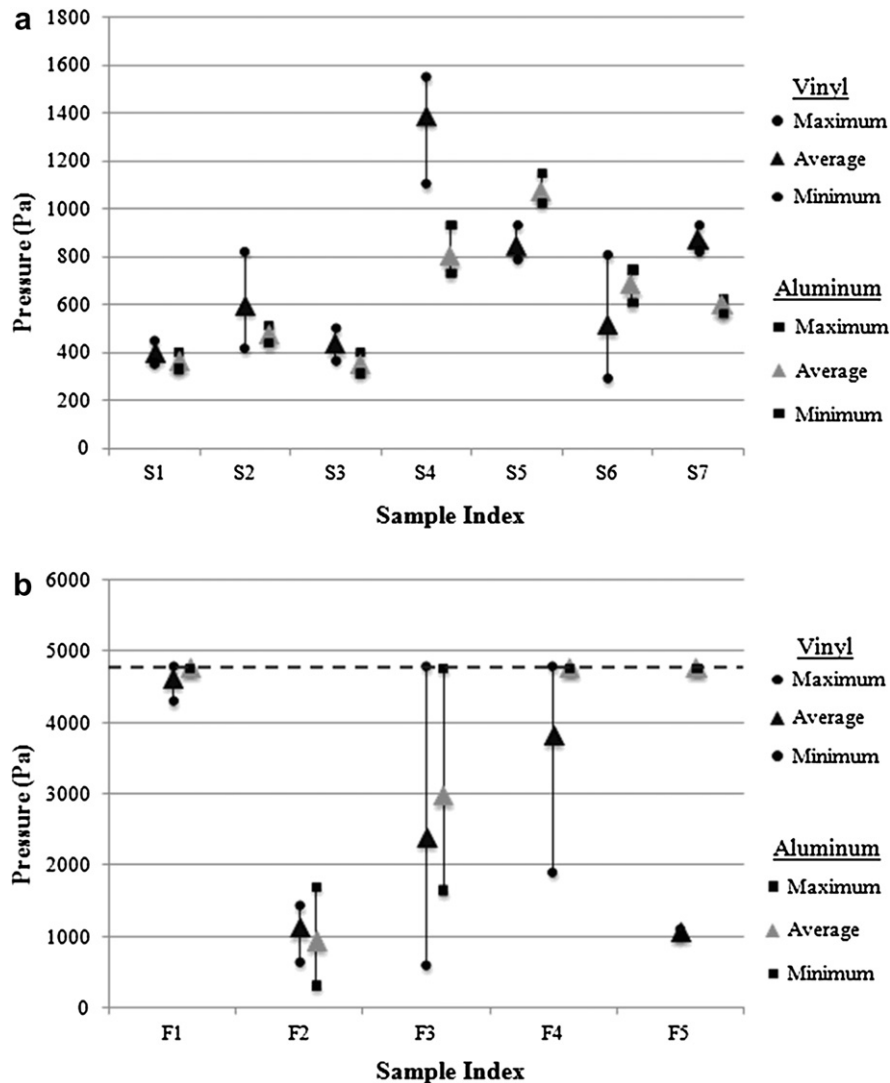 a
1800
1600
1400
1200
1000
800
600
400
200
0
Pressure (Pa)
S1 S2 S3 S4 S5 S6 S7
Sample Index
Vinyl
Maximum
Average
Minimum
Aluminum
Maximum
Average
Minimum
b
6000
5000
4000
3000
2000
1000
0
Pressure (Pa)
F1 F2 F3 F4 F5
Sample Index
Vinyl
Maximum
Average
Minimum
Aluminum
Maximum
Average
Minimum